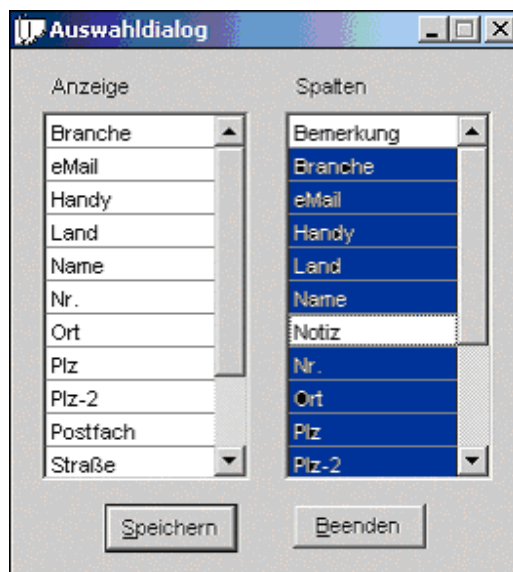 Auswahldialog
Anzeige
Branche
eMail
Handy
Land
Name
Nr.
Ort
Plz
Plz-2
Postfach
Straße
Spalten
Bemerkung
Branche
eMail
Handy
Land
Name
Notiz
Nr.
Ort
Plz
Plz-2
Speichern
Beenden